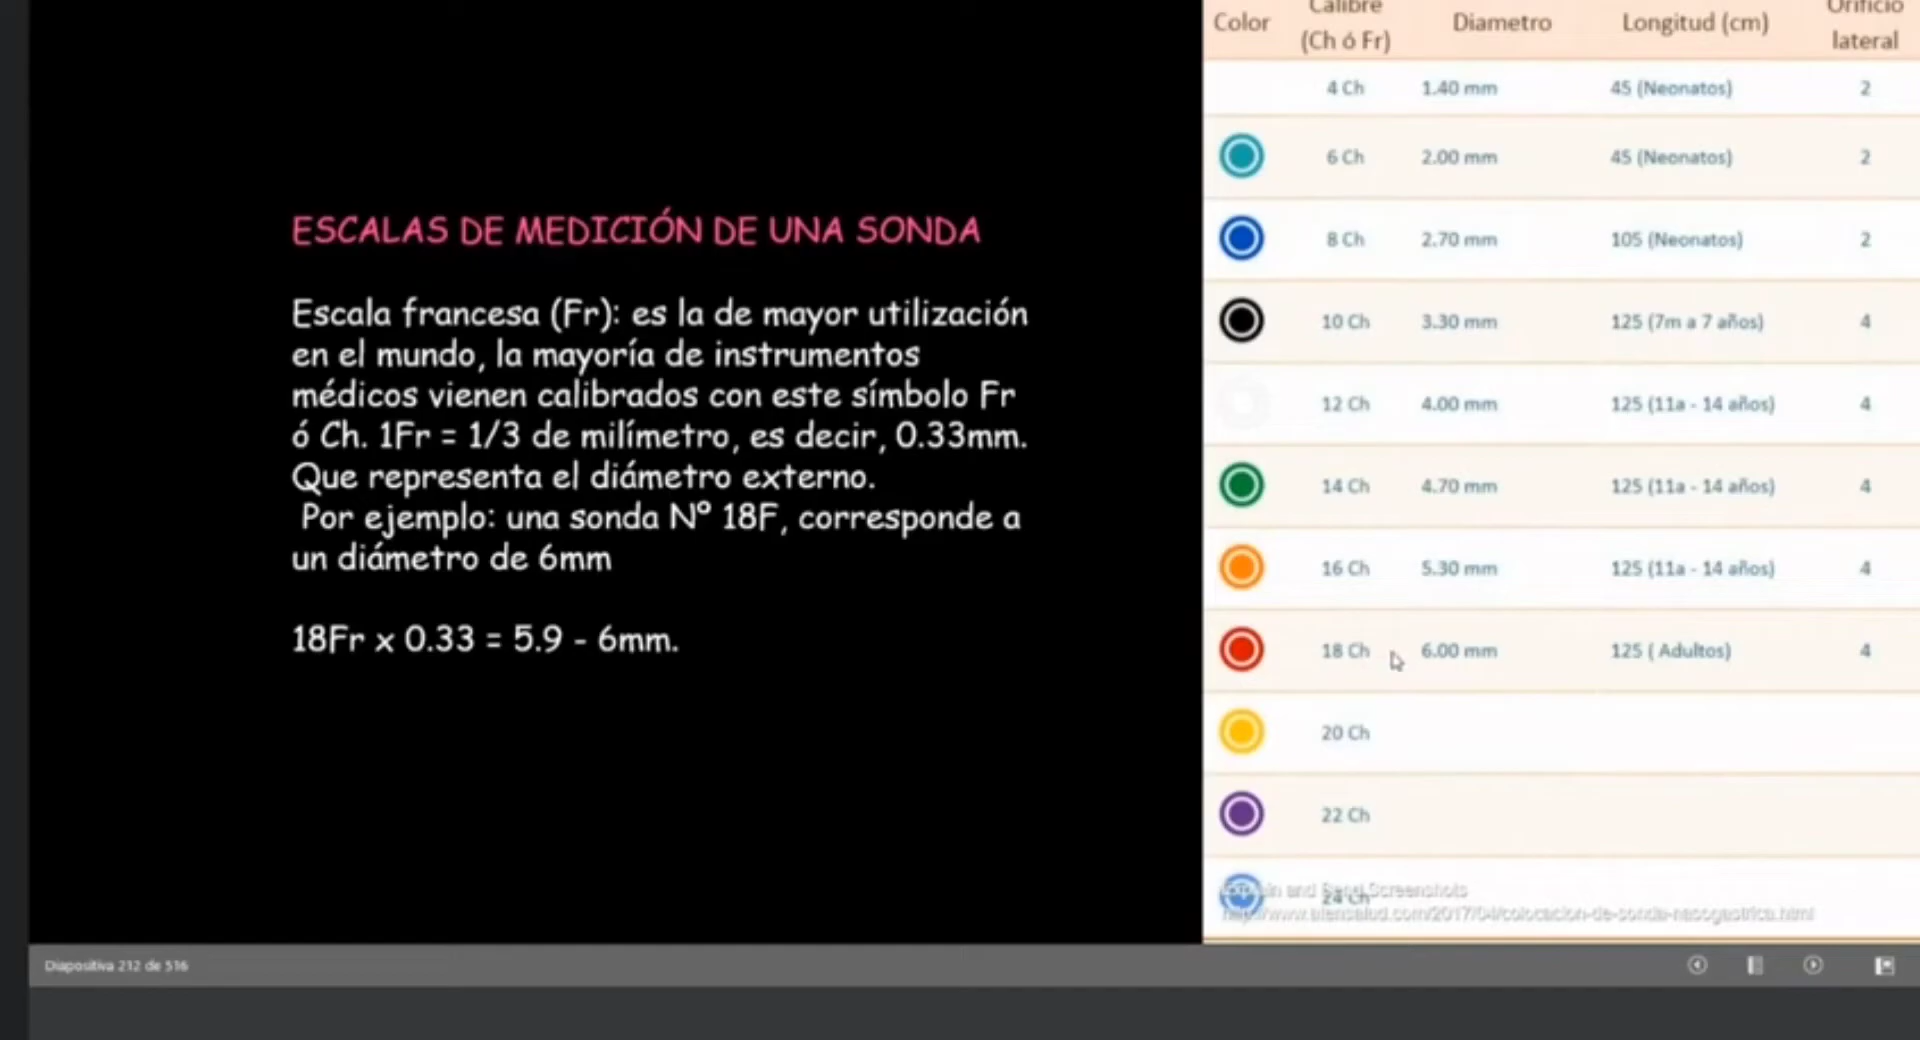 ESCALAS DE MEDICIÓN DE UNA SONDA
Escala francesa (Fr): es la de mayor utilización
en el mundo, la mayoría de instrumentos
médicos vienen calibrados con este símbolo Fr
ó Ch. 1Fr = 1/3 de milímetro, es decir, 0.33mm.
Que representa el diámetro externo.
Por ejemplo: una sonda Nº 18F, corresponde a
un diámetro de 6mm
18Fr x 0.33 = 5.9 - 6mm.
Color Calibre (Ch ó Fr) Diametro Longitud (cm) Orificio lateral
4 Ch 1.40 mm 45 (Neonatos) 2
6 Ch 2.00 mm 45 (Neonatos) 2
8 Ch 2.70 mm 105 (Neonatos) 2
10 Ch 3.30 mm 125 (7m a 7 años) 4
12 Ch 4.00 mm 125 (11a - 14 años) 4
14 Ch 4.70 mm 125 (11a - 14 años) 4
16 Ch 5.30 mm 125 (11a - 14 años) 4
18 Ch 6.00 mm 125 ( Adultos) 4
20 Ch
22 Ch
24 Ch
and Send Screenshots
Diapositiva 212 de 516